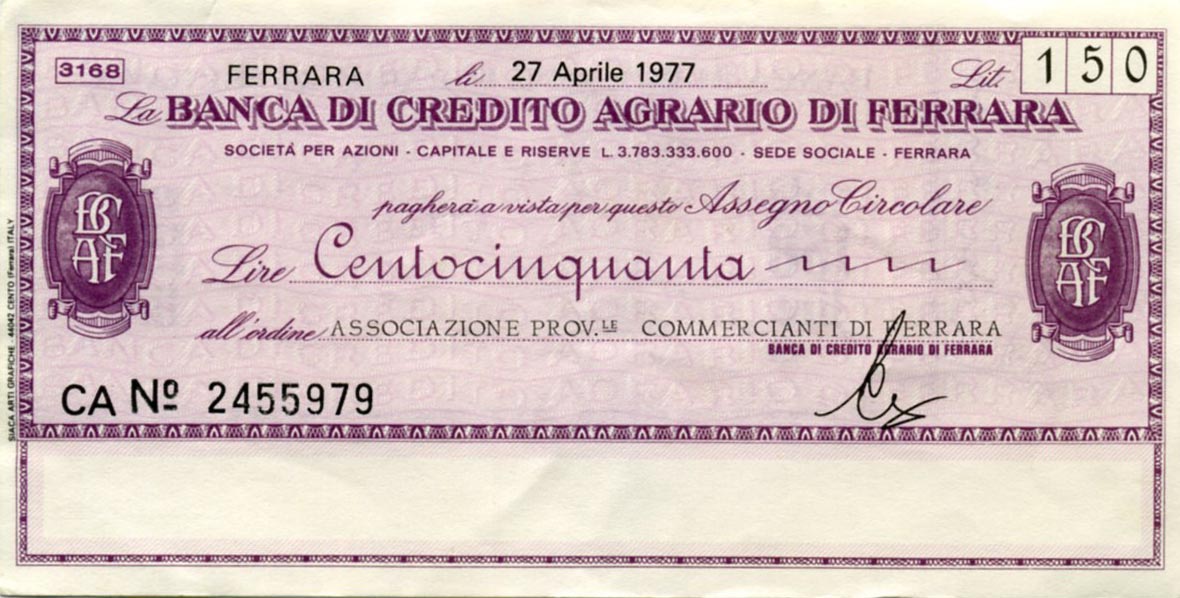 3168
FERRARA li 27 Aprile 1977 Lit. 150
La BANCA DI CREDITO AGRARIO DI FERRARA
SOCIETÀ PER AZIONI - CAPITALE E RISERVE L. 3.783.333.600 - SEDE SOCIALE - FERRARA
pagherà a vista per questo Assegno Circolare
Lire Centocinquanta
all'ordine ASSOCIAZIONE PROV.LE COMMERCIANTI DI FERRARA
BANCA DI CREDITO AGRARIO DI FERRARA
CA Nº 2455979
BCAF
BCAF
SIACA ARTI GRAFICHE - 44042 CENTO (Ferrara) ITALY